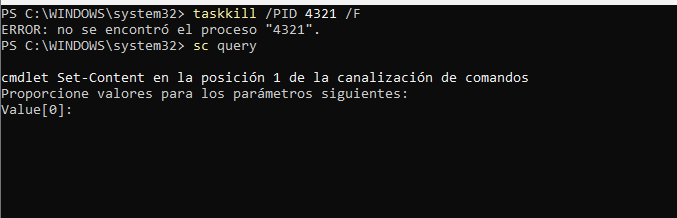 PS C:\WINDOWS\system32> taskkill /PID 4321 /F
ERROR: no se encontró el proceso "4321".
PS C:\WINDOWS\system32> sc query
cmdlet Set-Content en la posición 1 de la canalización de comandos
Proporcione valores para los parámetros siguientes:
Value[0]: